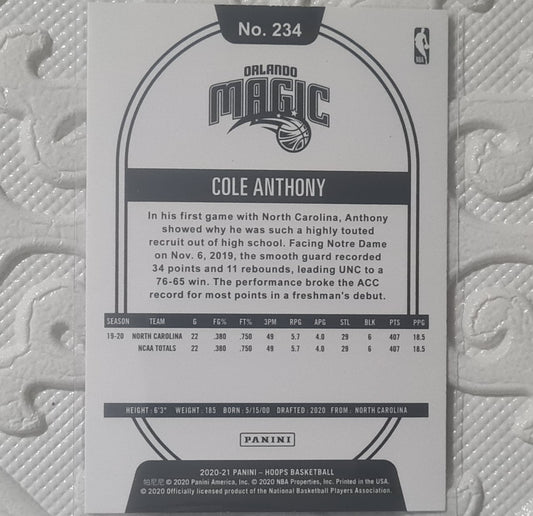 No. 234
NBA
ORLANDO
MAGIC
COLE ANTHONY
In his first game with North Carolina, Anthony
showed why he was such a highly touted
recruit out of high school. Facing Notre Dame
on Nov. 6, 2019, the smooth guard recorded
34 points and 11 rebounds, leading UNC to a
76-65 win. The performance broke the ACC
record for most points in a freshman's debut.
SEASON TEAM G FG% FT% 3PM RPG APG STL BLK PTS PPG
19-20 NORTH CAROLINA 22 .380 .750 49 5.7 4.0 29 6 407 18.5
NCAA TOTALS 22 .380 .750 49 5.7 4.0 29 6 407 18.5
HEIGHT: 6'3" WEIGHT: 185 BORN: 5/15/00 DRAFTED: 2020 FROM: NORTH CAROLINA
PANINI
2020-21 PANINI – HOOPS BASKETBALL
帕尼尼 © 2020 Panini America, Inc. © 2020 NBA Properties, Inc. Printed in the USA.
© 2020 Officially licensed product of the National Basketball Players Association.